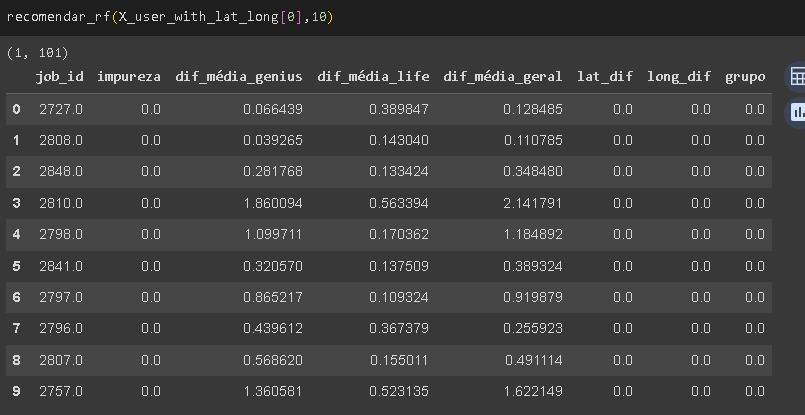 recomendar_rf(X_user_with_lat_long[0],10)
(1, 101)
job_id impureza dif_média_genius dif_média_life dif_média_geral lat_dif long_dif grupo
0 2727.0 0.0 0.066439 0.389847 0.128485 0.0 0.0 0.0
1 2808.0 0.0 0.039265 0.143040 0.110785 0.0 0.0 0.0
2 2848.0 0.0 0.281768 0.133424 0.348480 0.0 0.0 0.0
3 2810.0 0.0 1.860094 0.563394 2.141791 0.0 0.0 0.0
4 2798.0 0.0 1.099711 0.170362 1.184892 0.0 0.0 0.0
5 2841.0 0.0 0.320570 0.137509 0.389324 0.0 0.0 0.0
6 2797.0 0.0 0.865217 0.109324 0.919879 0.0 0.0 0.0
7 2796.0 0.0 0.439612 0.367379 0.255923 0.0 0.0 0.0
8 2807.0 0.0 0.568620 0.155011 0.491114 0.0 0.0 0.0
9 2757.0 0.0 1.360581 0.523135 1.622149 0.0 0.0 0.0